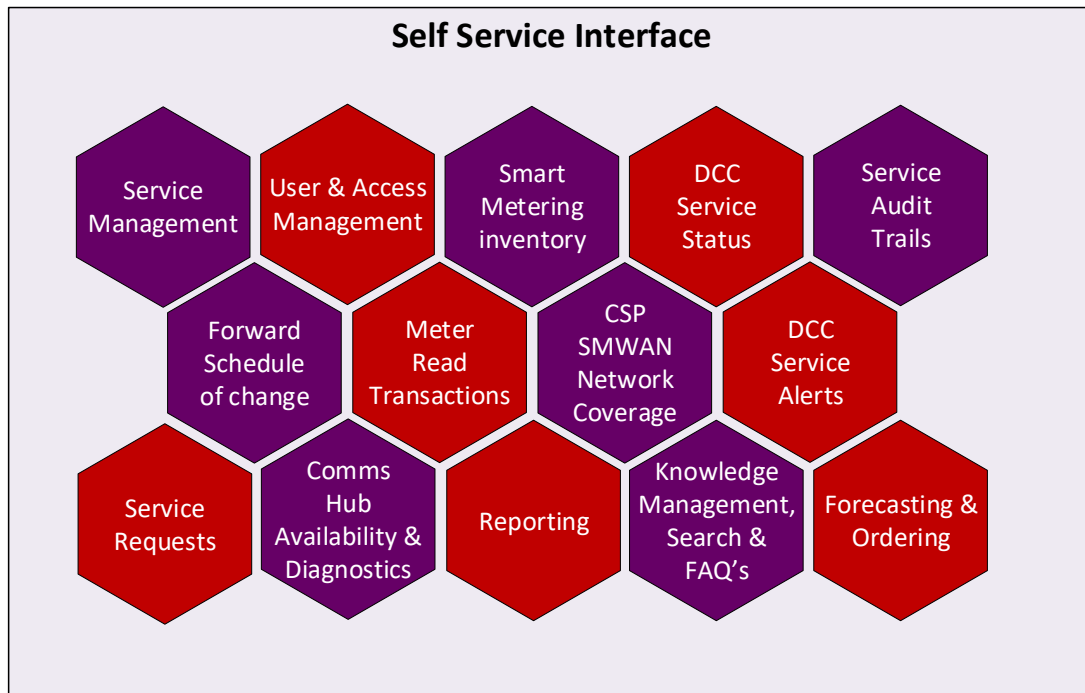 Self Service Interface
Service
Management
User & Access
Management
Smart
Metering
inventory
DCC
Service
Status
Service
Audit
Trails
Forward
Schedule
of change
Meter
Read
Transactions
CSP
SMWAN
Network
Coverage
DCC
Service
Alerts
Service
Requests
Comms
Hub
Availability &
Diagnostics
Reporting
Knowledge
Management,
Search &
FAQ’s
Forecasting &
Ordering